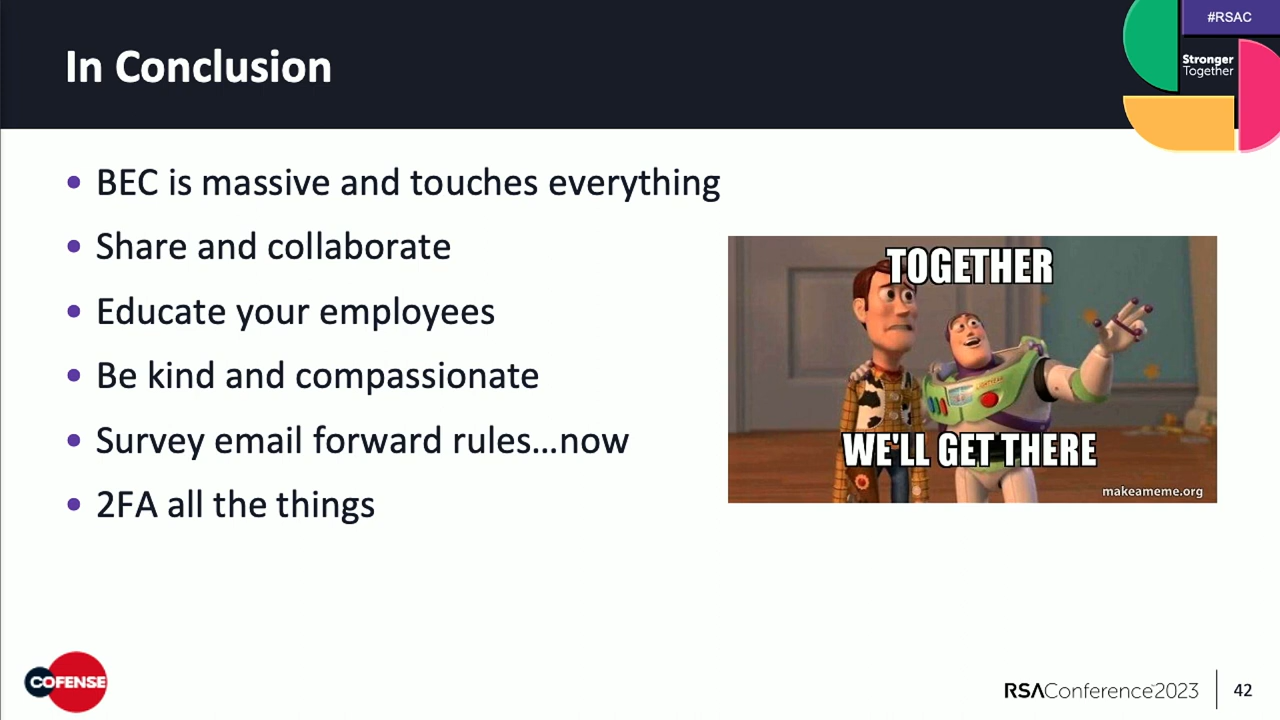 In Conclusion
#RSAC
Stronger
Together
• BEC is massive and touches everything
• Share and collaborate
• Educate your employees
• Be kind and compassionate
• Survey email forward rules...now
• 2FA all the things
TOGETHER
WE'LL GET THERE
makeameme.org
COFENSE
RSAConference™2023
42